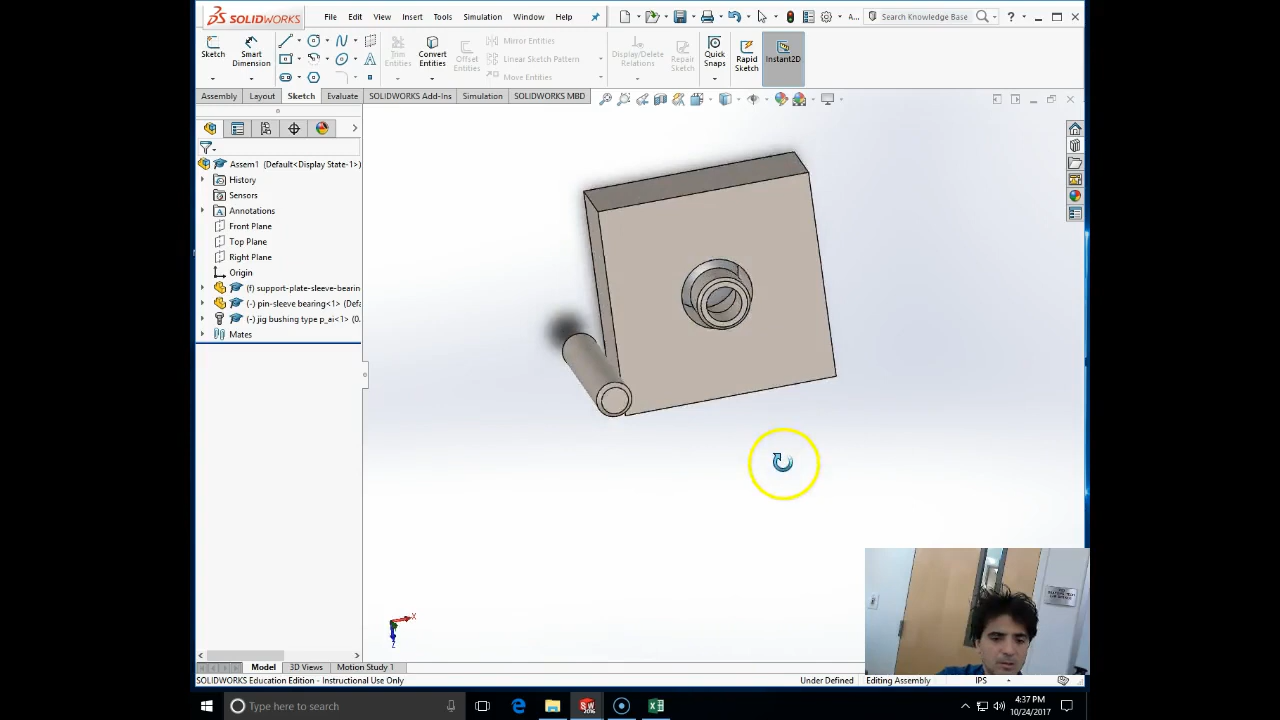 SOLIDWORKS File Edit View Insert Tools Simulation Window Help A... Search Knowledge Base ?
Sketch Smart Dimension Trim Entities Convert Entities Offset Entities Mirror Entities Linear Sketch Pattern Move Entities Display/Delete Relations Repair Sketch Quick Snaps Rapid Sketch Instant2D
Assembly Layout Sketch Evaluate SOLIDWORKS Add-Ins Simulation SOLIDWORKS MBD
Assem1 (Default<Display State-1>)
History
Sensors
Annotations
Front Plane
Top Plane
Right Plane
Origin
(f) support-plate-sleeve-bearin
(-) pin-sleeve bearing<1> (Defa
(-) jig bushing type p_ai<1> (0.
Mates
X
Z
Model 3D Views Motion Study 1
SOLIDWORKS Education Edition - Instructional Use Only Under Defined Editing Assembly IPS
Type here to search SW 2016 4:37 PM
10/24/2017